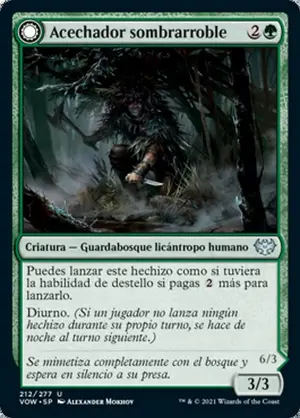 Acechador sombrarroble 2
Criatura — Guardabosque licántropo humano
Puedes lanzar este hechizo como si tuviera
la habilidad de destello si pagas 2 más para
lanzarlo.
Diurno. (Si un jugador no lanza ningún
hechizo durante su propio turno, se hace de
noche al turno siguiente.)
Se mimetiza completamente con el bosque y
espera en silencio a su presa.
6/3
3/3
212/277 U
VOW • SP Alexander Mokhov
™ & © 2021 Wizards of the Coast